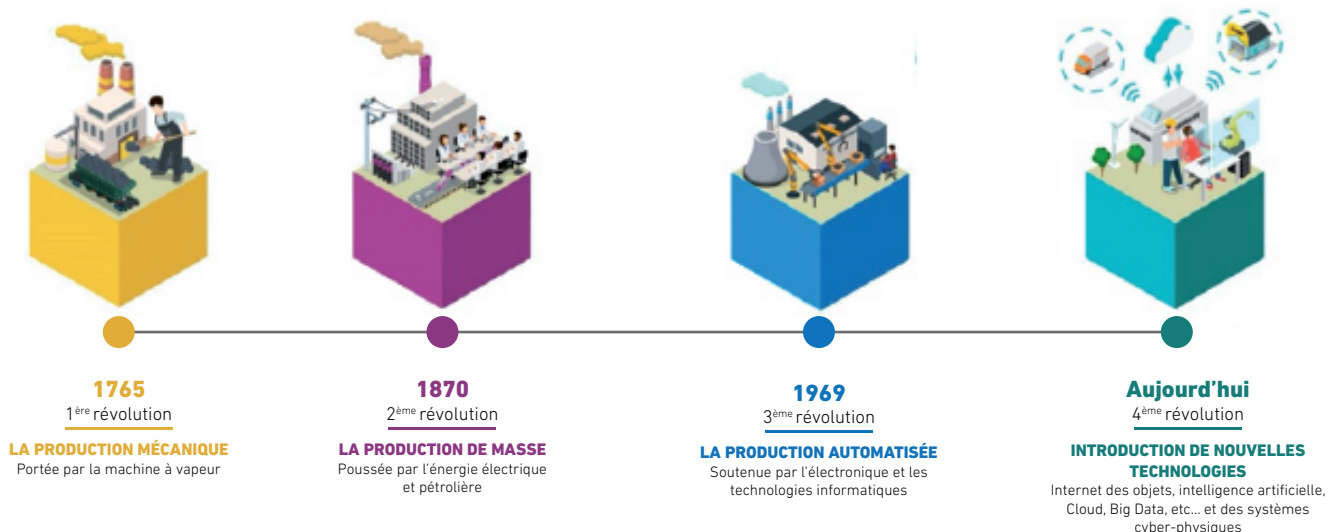 1765
1ère révolution
LA PRODUCTION MÉCANIQUE
Portée par la machine à vapeur
1870
2ème révolution
LA PRODUCTION DE MASSE
Poussée par l'énergie électrique
et pétrolière
1969
3ème révolution
LA PRODUCTION AUTOMATISÉE
Soutenue par l'électronique et les
technologies informatiques
Aujourd'hui
4ème révolution
INTRODUCTION DE NOUVELLES
TECHNOLOGIES
Internet des objets, intelligence artificielle,
Cloud, Big Data, etc... et des systèmes
cyber-physiques